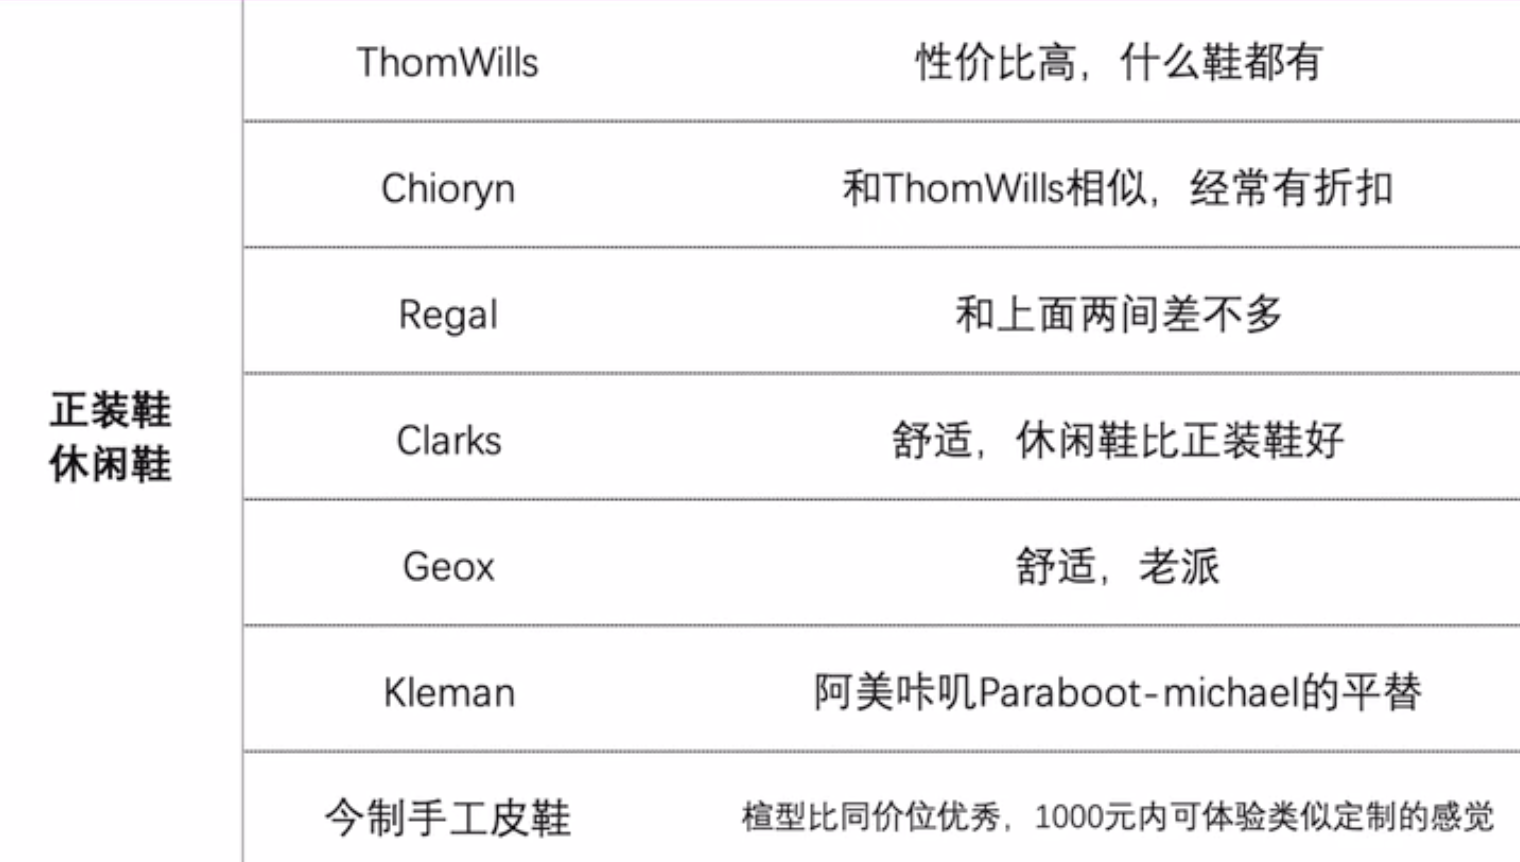 正装鞋
休闲鞋
ThomWills 性价比高，什么鞋都有
Chioryn 和ThomWills相似，经常有折扣
Regal 和上面两间差不多
Clarks 舒适，休闲鞋比正装鞋好
Geox 舒适，老派
Kleman 阿美咔叽Paraboot-michael的平替
今制手工皮鞋 楦型比同价位优秀，1000元内可体验类似定制的感觉